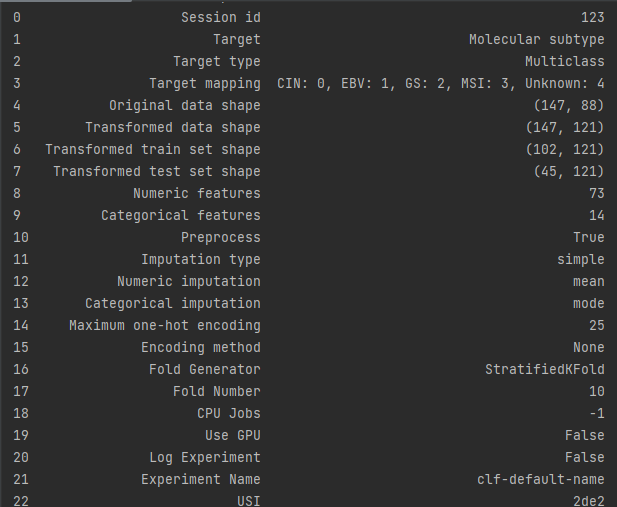 0 Session id 123
1 Target Molecular subtype
2 Target type Multiclass
3 Target mapping CIN: 0, EBV: 1, GS: 2, MSI: 3, Unknown: 4
4 Original data shape (147, 88)
5 Transformed data shape (147, 121)
6 Transformed train set shape (102, 121)
7 Transformed test set shape (45, 121)
8 Numeric features 73
9 Categorical features 14
10 Preprocess True
11 Imputation type simple
12 Numeric imputation mean
13 Categorical imputation mode
14 Maximum one-hot encoding 25
15 Encoding method None
16 Fold Generator StratifiedKFold
17 Fold Number 10
18 CPU Jobs -1
19 Use GPU False
20 Log Experiment False
21 Experiment Name clf-default-name
22 USI 2de2